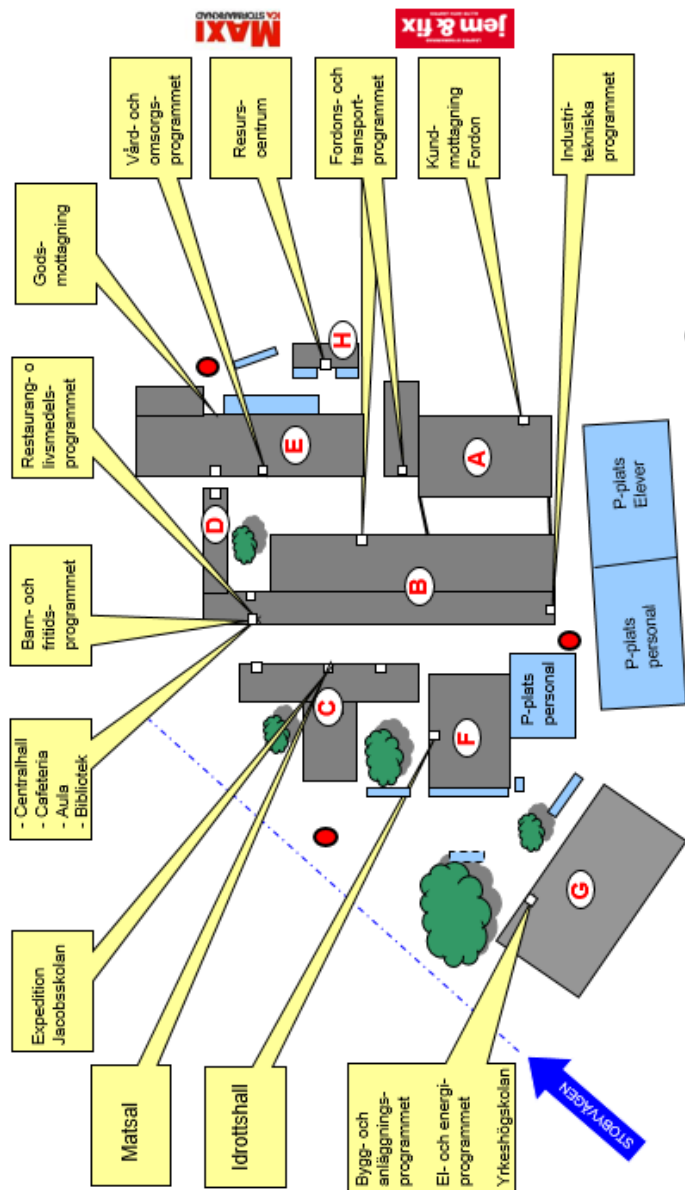 Bygg- och
anläggnings-
programmet
El- och energi-
programmet
Yrkeshögskolan
Idrottshall
Matsal
Expedition
Jacobsskolan
- Centralhall
- Cafeteria
- Aula
- Bibliotek
Barn- och
fritids-
programmet
Restaurang- o
livsmedels-
programmet
Gods-
mottagning
Vård- och
omsorgs-
programmet
Resurs-
centrum
Fordons- och
transport-
programmet
Kund-
mottagning
Fordon
Industri-
tekniska
programmet
STOBYVÄGEN
G
F
C
B
D
E
A
H
P-plats
personal
P-plats
personal
P-plats
Elever
MAXI
ICA STORMARKNAD
jem & fix